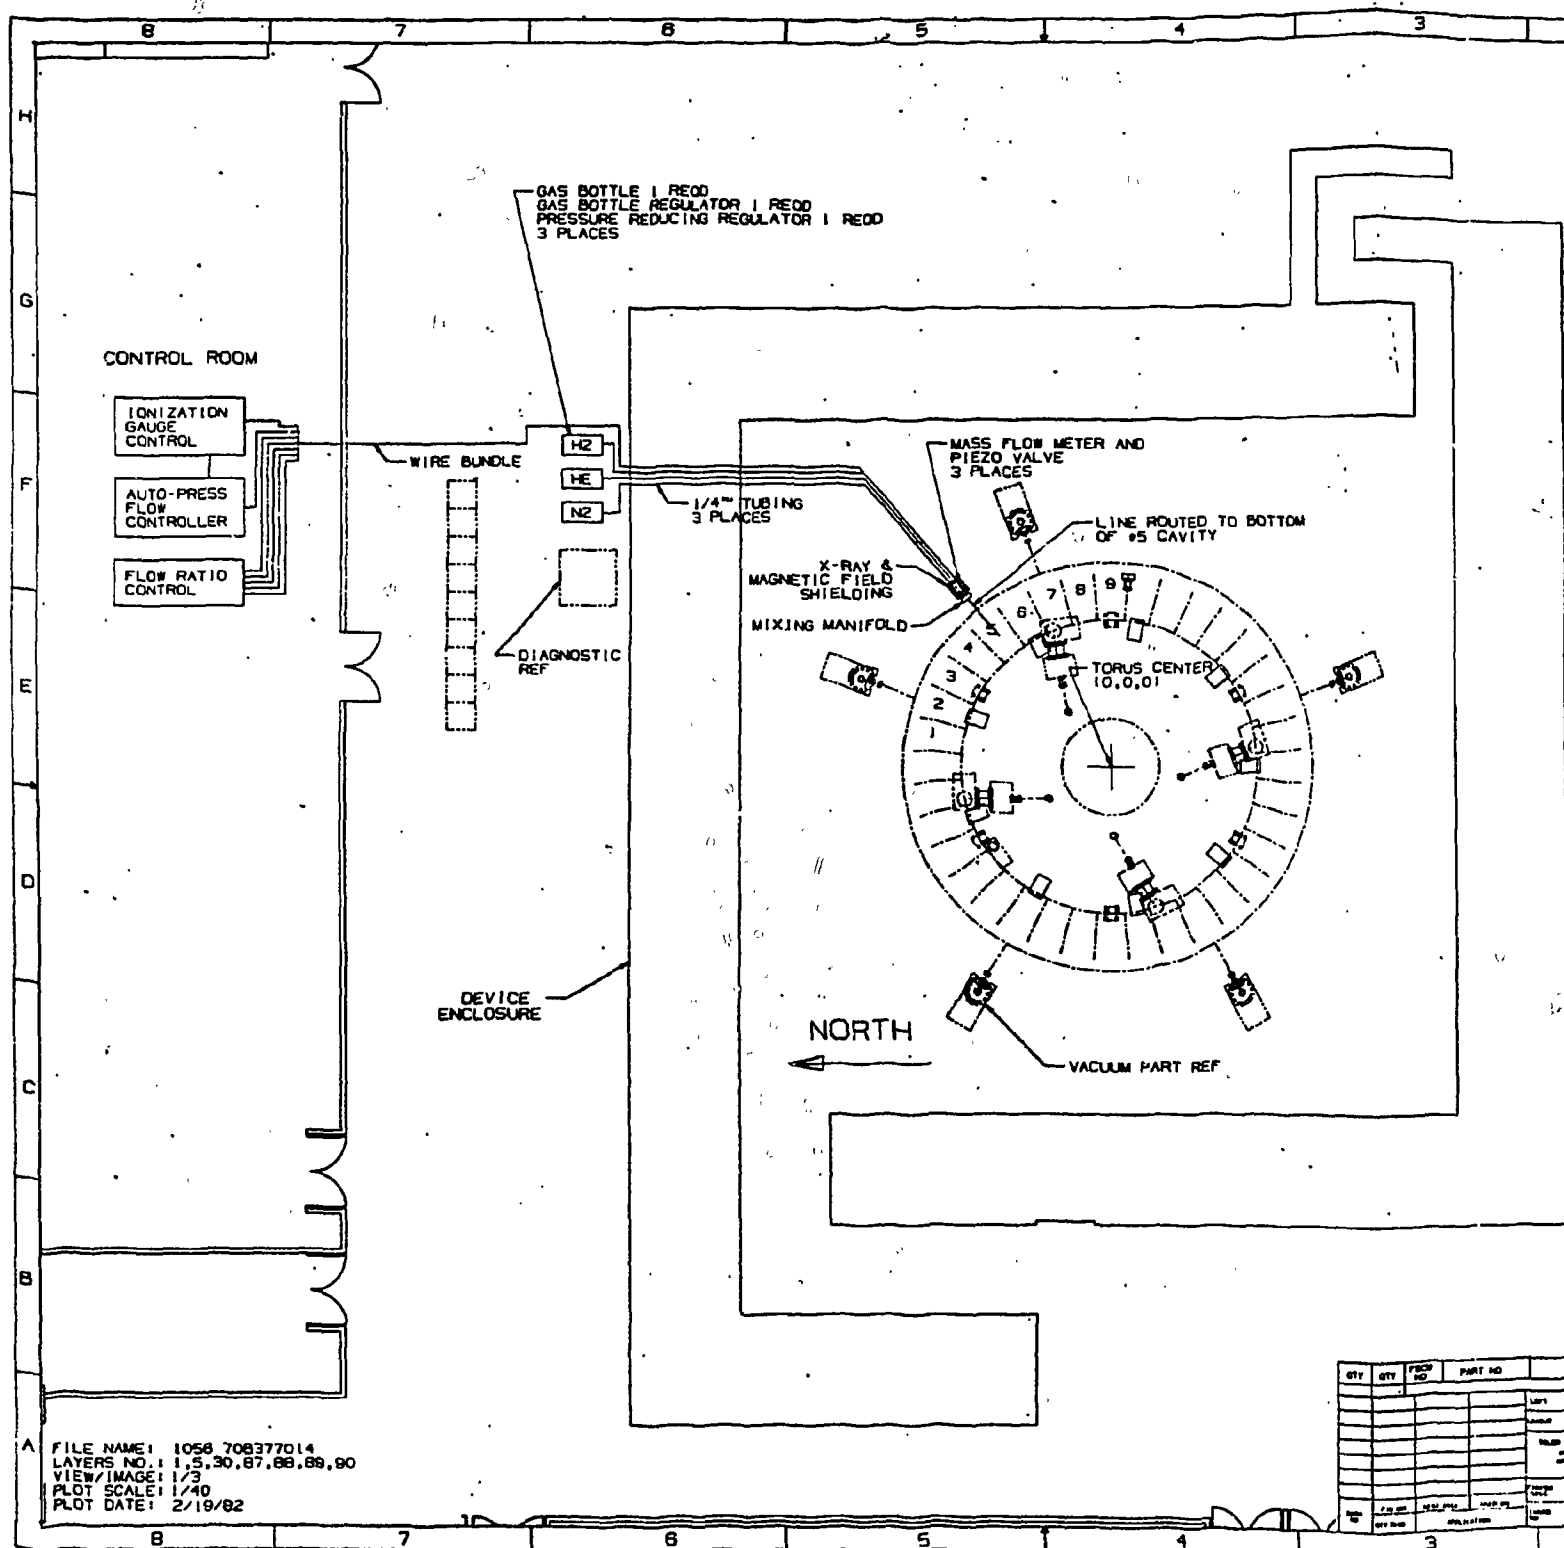 8 7 6 5 4 3
H
GAS BOTTLE 1 REQD
GAS BOTTLE REGULATOR 1 REQD
PRESSURE REDUCING REGULATOR 1 REQD
3 PLACES
G
CONTROL ROOM
IONIZATION
GAUGE
CONTROL
AUTO-PRESS
FLOW
CONTROLLER
FLOW RATIO
CONTROL
WIRE BUNDLE
H2
HE
N2
1/4" TUBING
3 PLACES
MASS FLOW METER AND
PIEZO VALVE
3 PLACES
F
LINE ROUTED TO BOTTOM
OF #5 CAVITY
X-RAY &
MAGNETIC FIELD
SHIELDING
MIXING MANIFOLD
DIAGNOSTIC
REF
E
1
2
3
4
5
6
7
8
9
TORUS CENTER
(0,0,0)
D
DEVICE
ENCLOSURE
NORTH
VACUUM PART REF
C
B
QTY QTY FSCM NO PART NO
A
FILE NAME: 1056 708377014
LAYERS NO.: 1,5,30,87,88,89,90
VIEW/IMAGE: 1/3
PLOT SCALE: 1/40
PLOT DATE: 2/19/82
APPLICATION
8 7 6 5 4 3